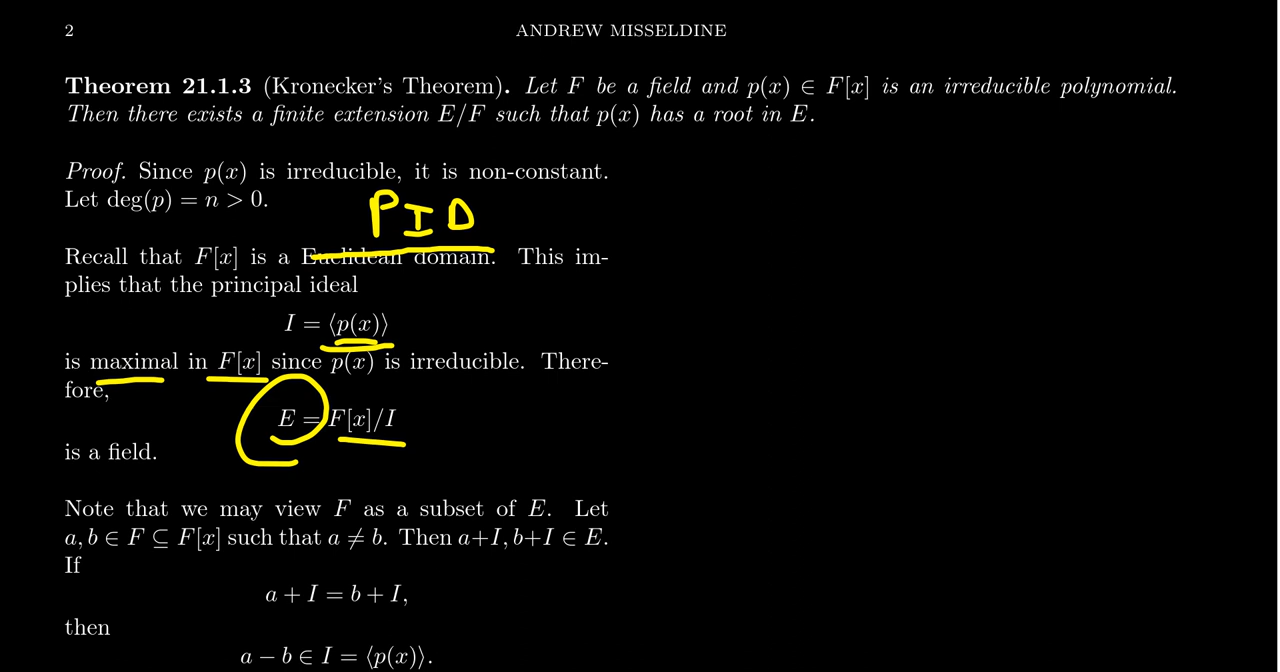 2 ANDREW MISSELDINE
Theorem 21.1.3 (Kronecker's Theorem). Let F be a field and p(x) ∈ F[x] is an irreducible polynomial.
Then there exists a finite extension E/F such that p(x) has a root in E.
Proof. Since p(x) is irreducible, it is non-constant.
Let deg(p) = n > 0.
PID
Recall that F[x] is a Euclidean domain. This im-
plies that the principal ideal
I = ⟨p(x)⟩
is maximal in F[x] since p(x) is irreducible. There-
fore,
E = F[x]/I
is a field.
Note that we may view F as a subset of E. Let
a, b ∈ F ⊆ F[x] such that a ≠ b. Then a+I, b+I ∈ E.
If
a + I = b + I,
then
a − b ∈ I = ⟨p(x)⟩.